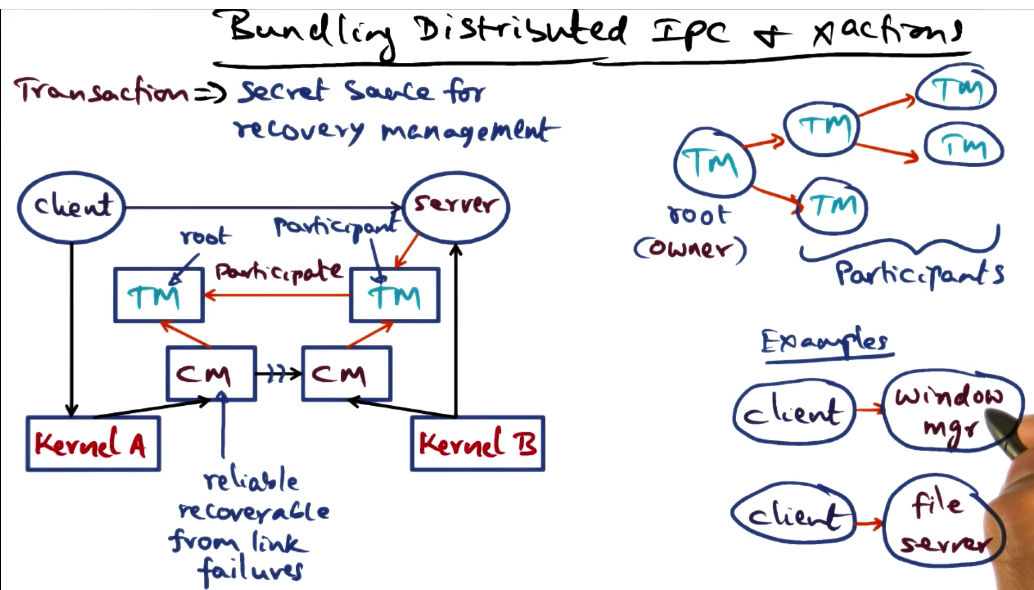 Bundling Distributed IPC & xactions
Transaction => secret sauce for
recovery management
client
server
root
participant
Participate
TM
TM
CM
CM
Kernel A
Kernel B
reliable
recoverable
from link
failures
TM
TM
TM
TM
TM
root
(owner)
Participants
Examples
client
window
mgr
client
file
server